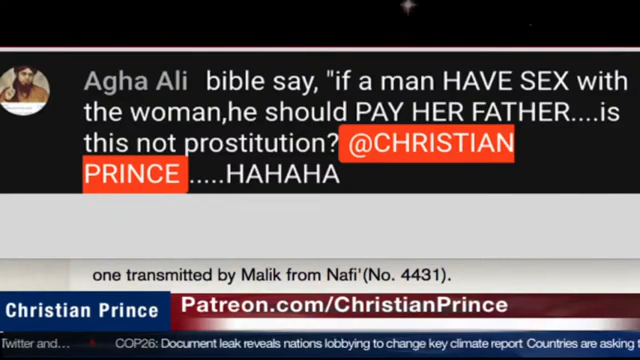 Agha Ali bible say, "if a man HAVE SEX with
the woman,he should PAY HER FATHER....is
this not prostitution? @CHRISTIAN
PRINCE .....HAHAHA
one transmitted by Malik from Nafi'(No. 4431).
Christian Prince
Patreon.com/ChristianPrince
Twitter and... COP26: Document leak reveals nations lobbying to change key climate report Countries are asking t